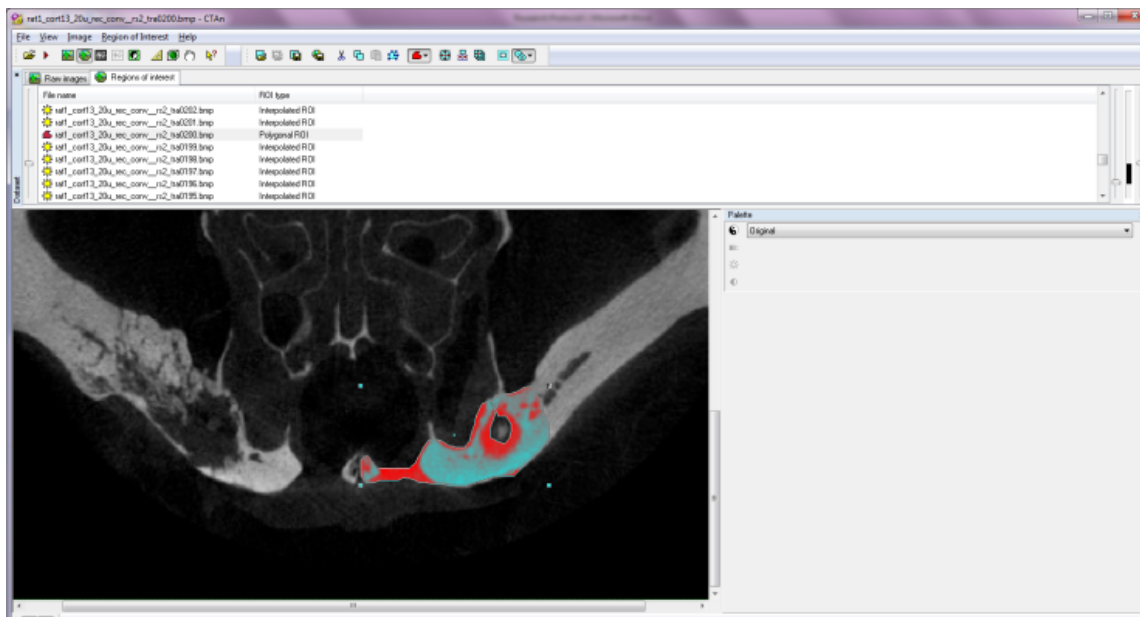 rat1_cort13_20u_rec_conv__rs2_tra0200.bmp - CTAn
File View Image Region of Interest Help
Raw images Regions of interest
File name ROI type
rat1_cort13_20u_rec_conv__rs2_tra0202.bmp Interpolated ROI
rat1_cort13_20u_rec_conv__rs2_tra0201.bmp Interpolated ROI
rat1_cort13_20u_rec_conv__rs2_tra0200.bmp Polygonal ROI
rat1_cort13_20u_rec_conv__rs2_tra0199.bmp Interpolated ROI
rat1_cort13_20u_rec_conv__rs2_tra0198.bmp Interpolated ROI
rat1_cort13_20u_rec_conv__rs2_tra0197.bmp Interpolated ROI
rat1_cort13_20u_rec_conv__rs2_tra0196.bmp Interpolated ROI
rat1_cort13_20u_rec_conv__rs2_tra0195.bmp Interpolated ROI
Dataset
Palette
Original